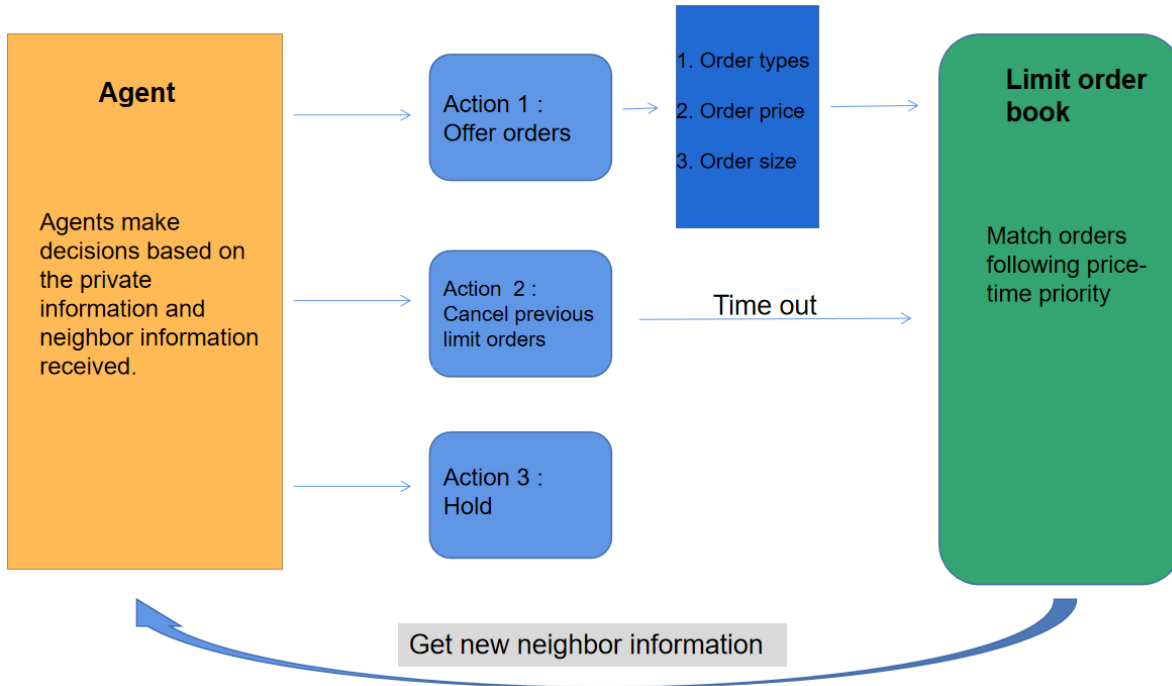 Agent
Agents make
decisions based on
the private
information and
neighbor information
received.
Action 1 :
Offer orders
1. Order types
2. Order price
3. Order size
Action 2 :
Cancel previous
limit orders
Time out
Action 3 :
Hold
Limit order
book
Match orders
following price-
time priority
Get new neighbor information